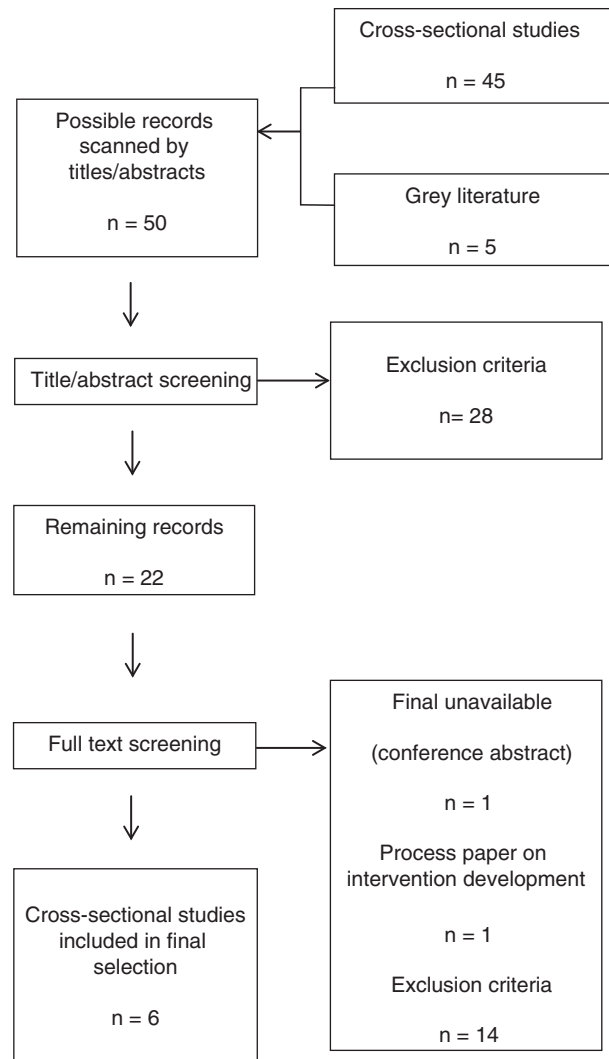 Cross-sectional studies
n = 45
Possible records
scanned by
titles/abstracts
n = 50
Grey literature
n = 5
Title/abstract screening
Exclusion criteria
n= 28
Remaining records
n = 22
Full text screening
Final unavailable
(conference abstract)
n = 1
Process paper on
intervention development
n = 1
Exclusion criteria
n = 14
Cross-sectional studies
included in final
selection
n = 6